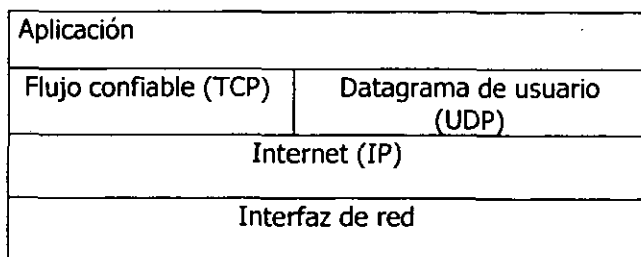 Aplicación
Flujo confiable (TCP)
Datagrama de usuario
(UDP)
Internet (IP)
Interfaz de red